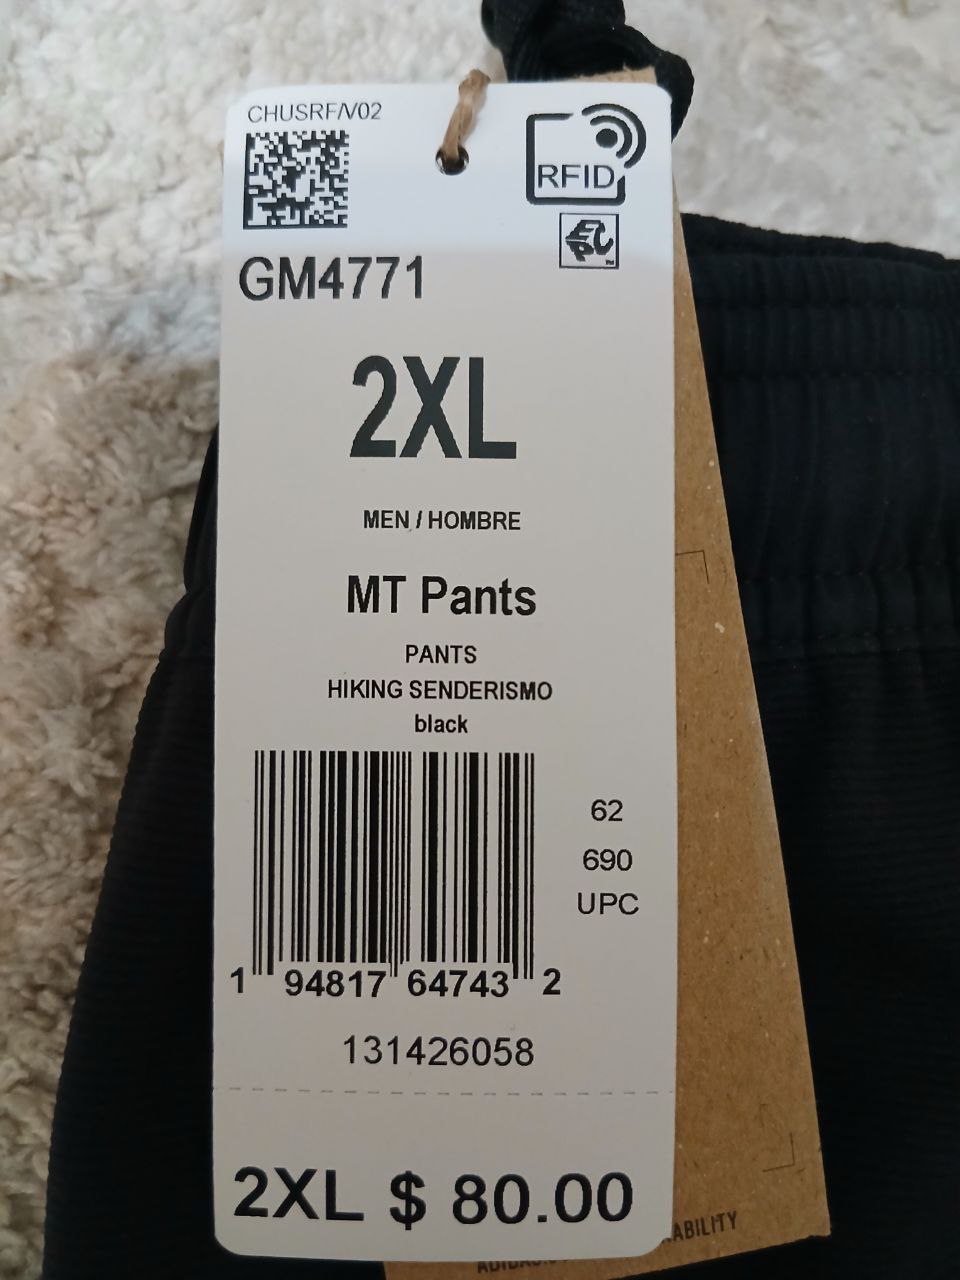 CHUSRF/V02
RFID
EPC
GM4771
2XL
MEN / HOMBRE
MT Pants
PANTS
HIKING SENDERISMO
black
62
690
UPC
1 94817 64743 2
131426058
2XL $ 80.00